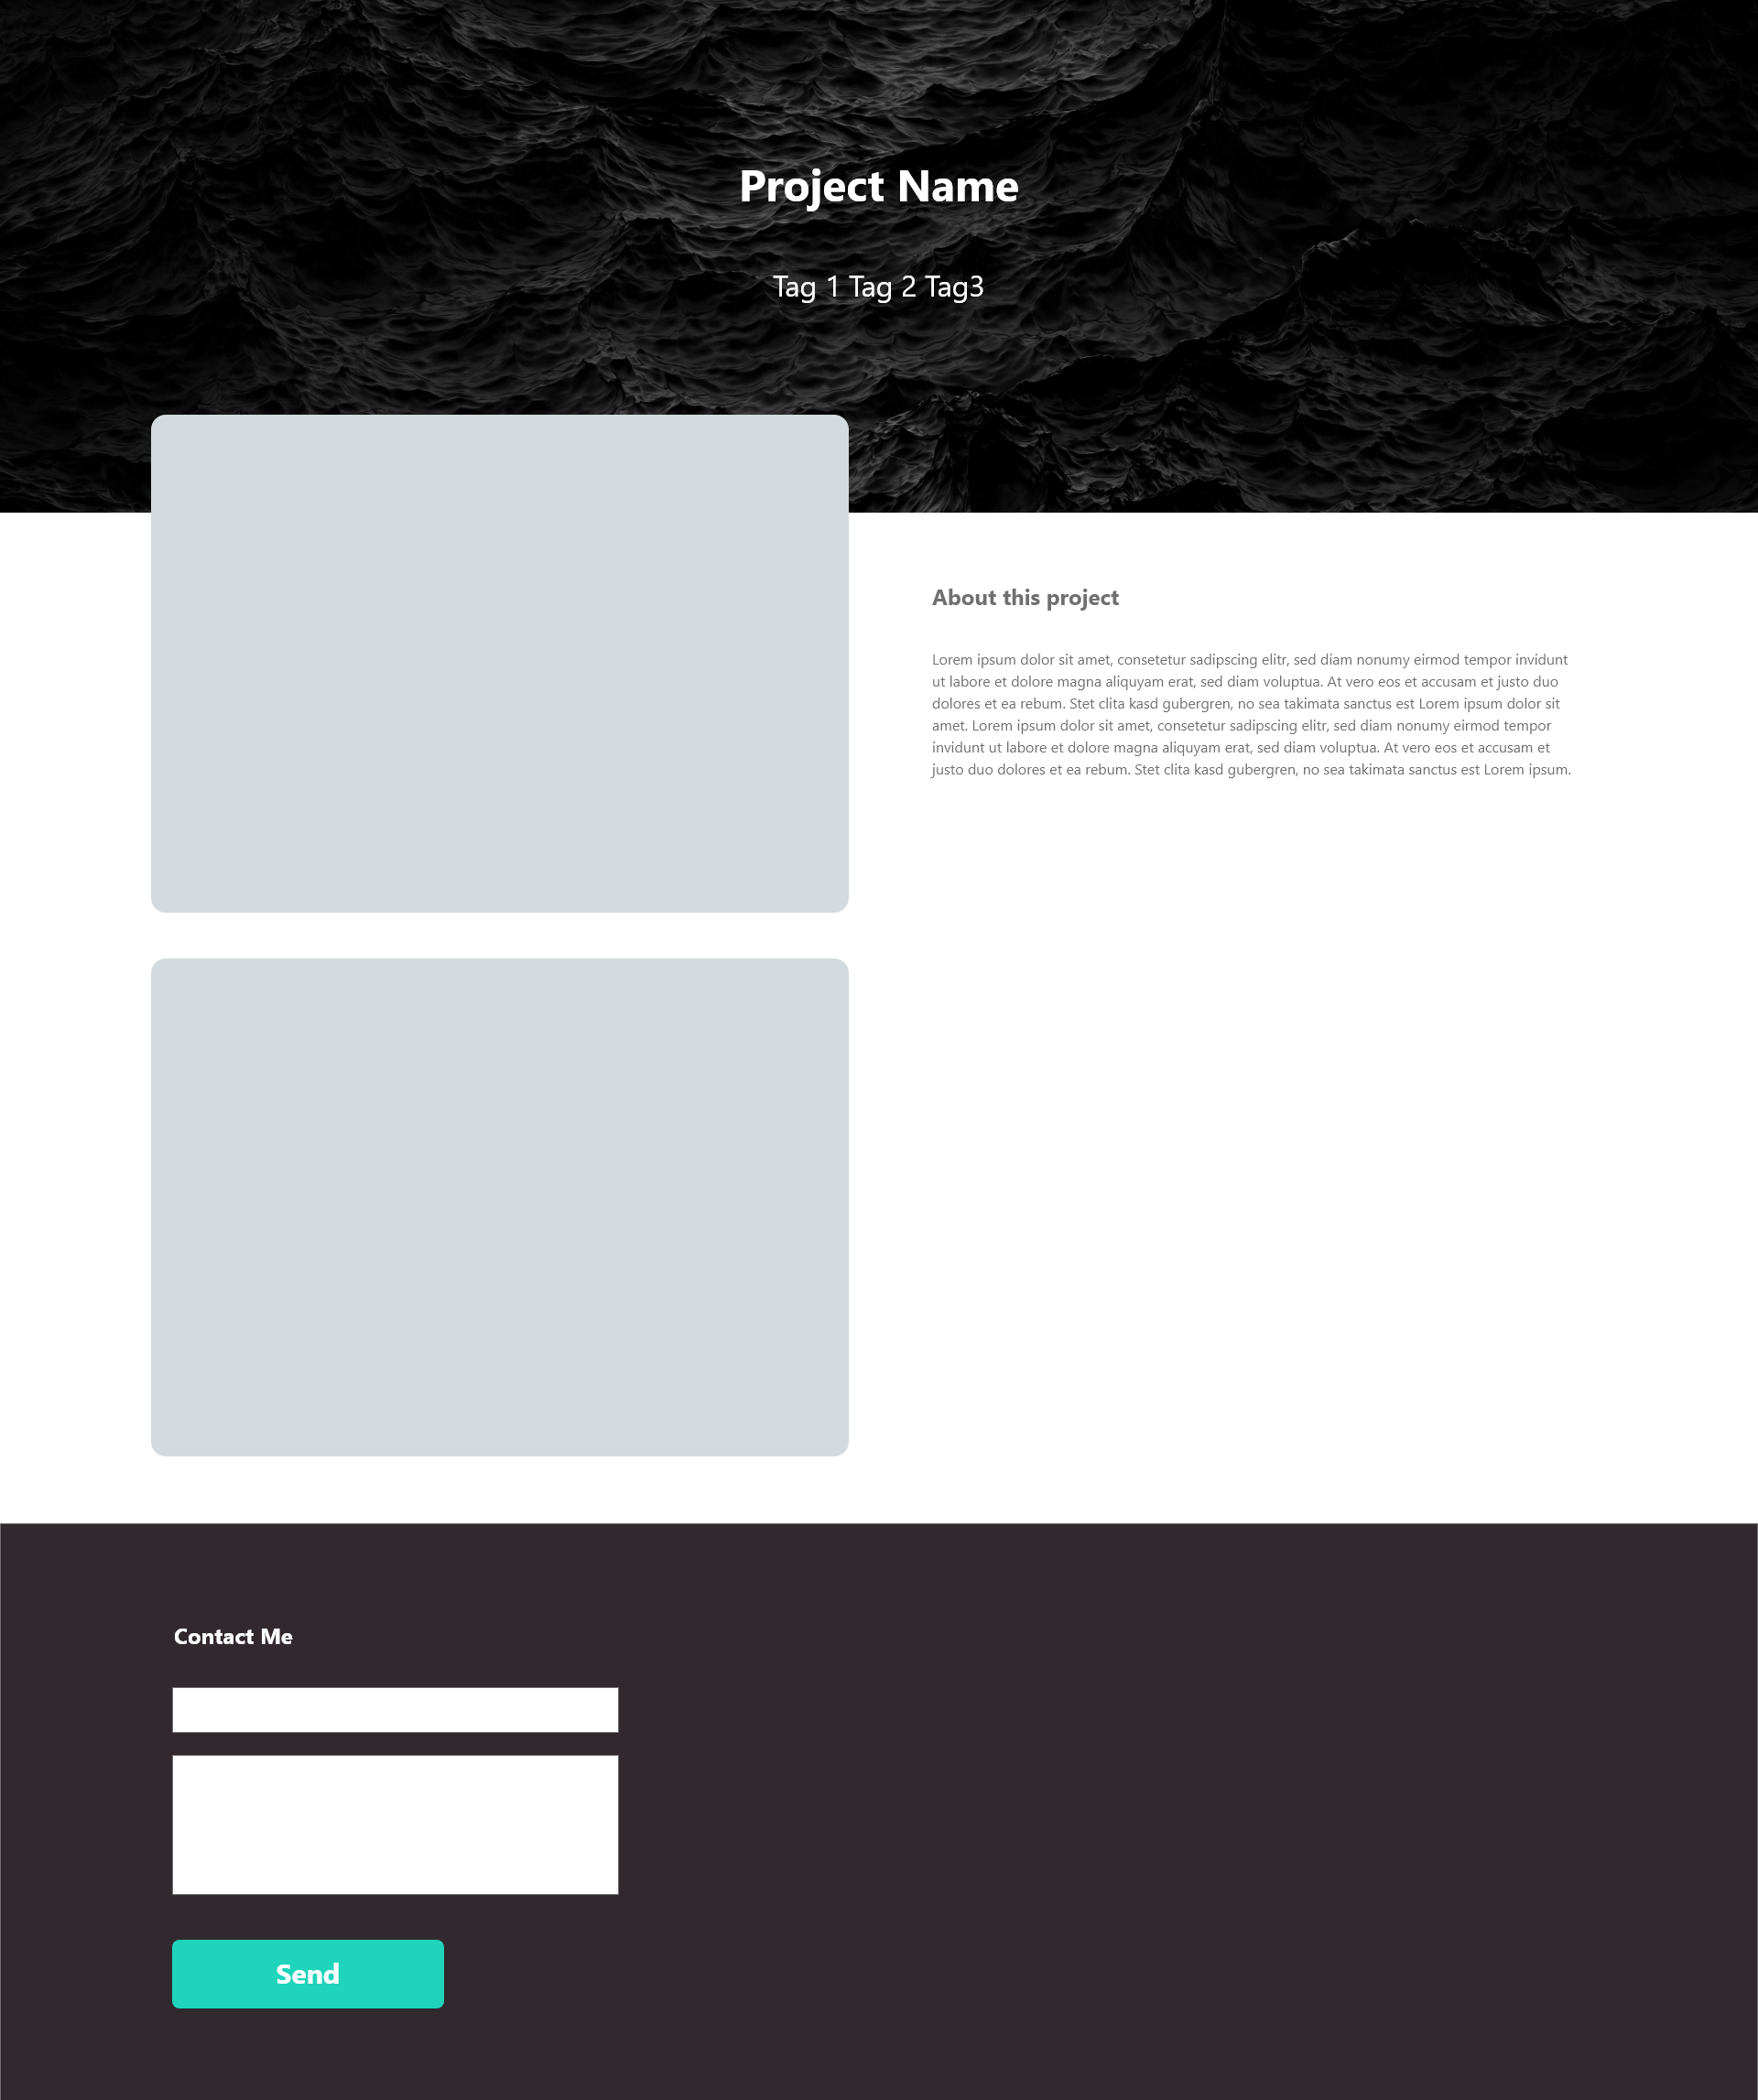 Project Name
Tag 1 Tag 2 Tag3
About this project
Lorem ipsum dolor sit amet, consetetur sadipscing elitr, sed diam nonumy eirmod tempor invidunt
ut labore et dolore magna aliquyam erat, sed diam voluptua. At vero eos et accusam et justo duo
dolores et ea rebum. Stet clita kasd gubergren, no sea takimata sanctus est Lorem ipsum dolor sit
amet. Lorem ipsum dolor sit amet, consetetur sadipscing elitr, sed diam nonumy eirmod tempor
invidunt ut labore et dolore magna aliquyam erat, sed diam voluptua. At vero eos et accusam et
justo duo dolores et ea rebum. Stet clita kasd gubergren, no sea takimata sanctus est Lorem ipsum.
Contact Me
Send